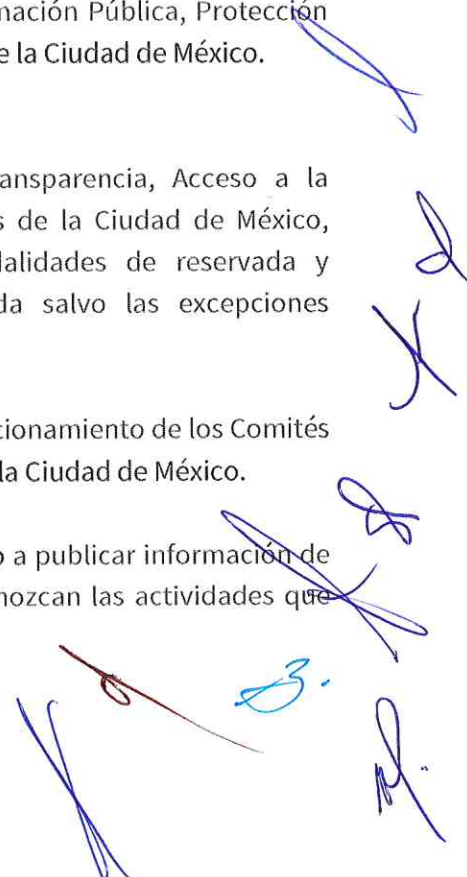 mación Pública, Protección
e la Ciudad de México.
ansparencia, Acceso a la
s de la Ciudad de México,
dalidades de reservada y
da salvo las excepciones
cionamiento de los Comités
la Ciudad de México.
o a publicar información de
nozcan las actividades que